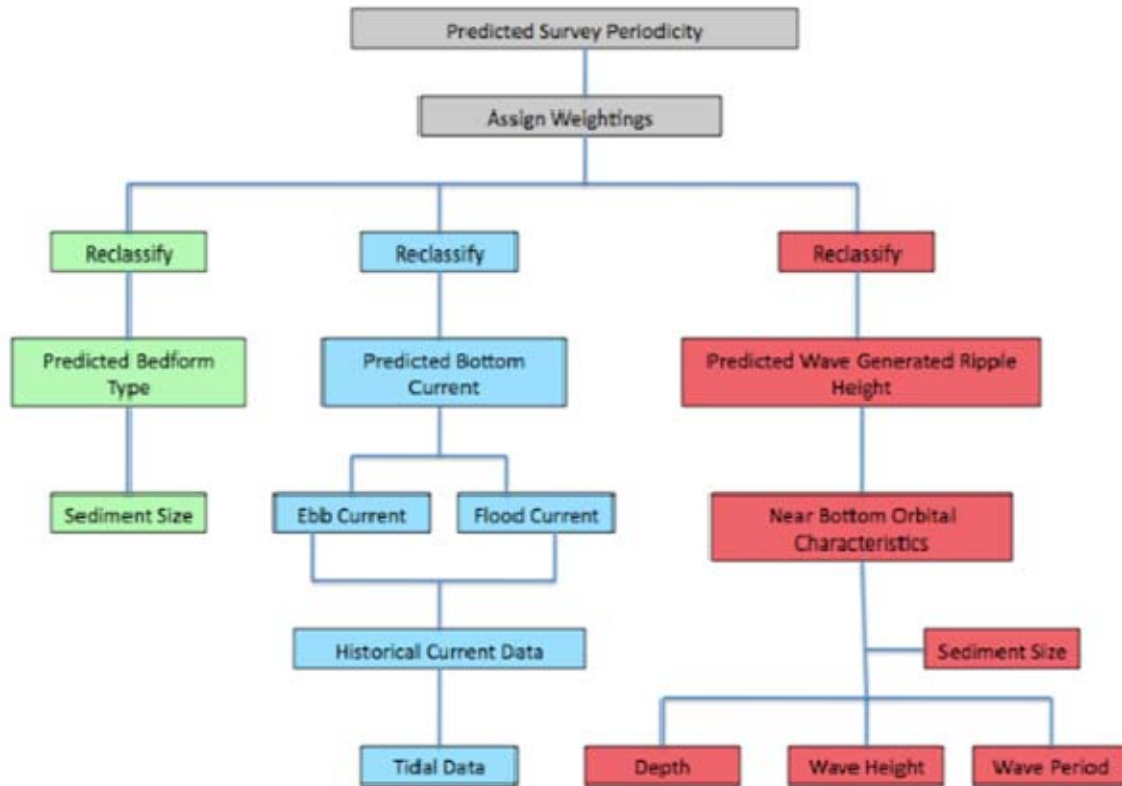 Predicted Survey Periodicity
Assign Weightings
Reclassify
Reclassify
Reclassify
Predicted Bedform
Type
Predicted Bottom
Current
Predicted Wave Generated Ripple
Height
Sediment Size
Ebb Current
Flood Current
Near Bottom Orbital
Characteristics
Historical Current Data
Sediment Size
Tidal Data
Depth
Wave Height
Wave Period